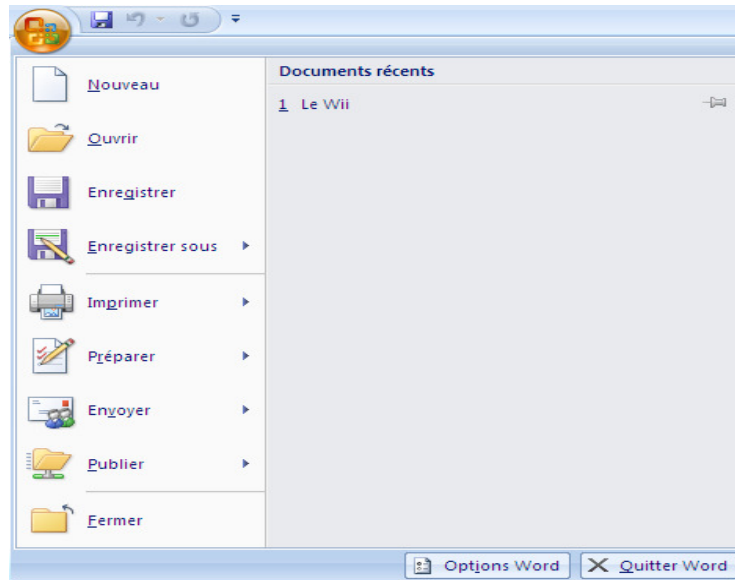 Nouveau
Ouvrir
Enregistrer
Enregistrer sous
Imprimer
Préparer
Envoyer
Publier
Fermer
Documents récents
1 Le Wii
Options Word
Quitter Word